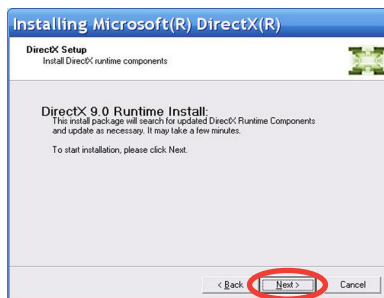 Installing Microsoft(R) DirectX(R)
DirectX Setup
Install DirectX runtime components
DirectX 9.0 Runtime Install:
This install package will search for updated DirectX Runtime Components
and update as necessary. It may take a few minutes.
To start installation, please click Next.
< Back Next > Cancel